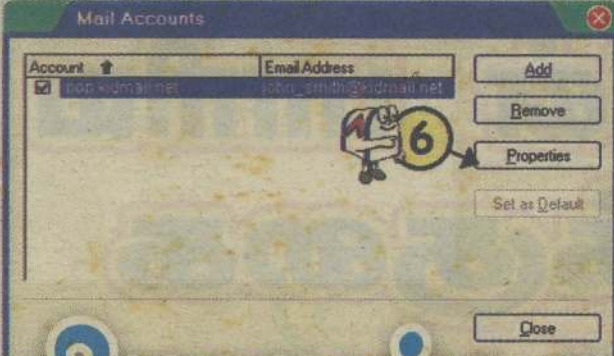 Mail Accounts
Account Email Address
pop.kidmail.net john_smith@kidmail.net
Add
Remove
6
Properties
Set as Default
Close